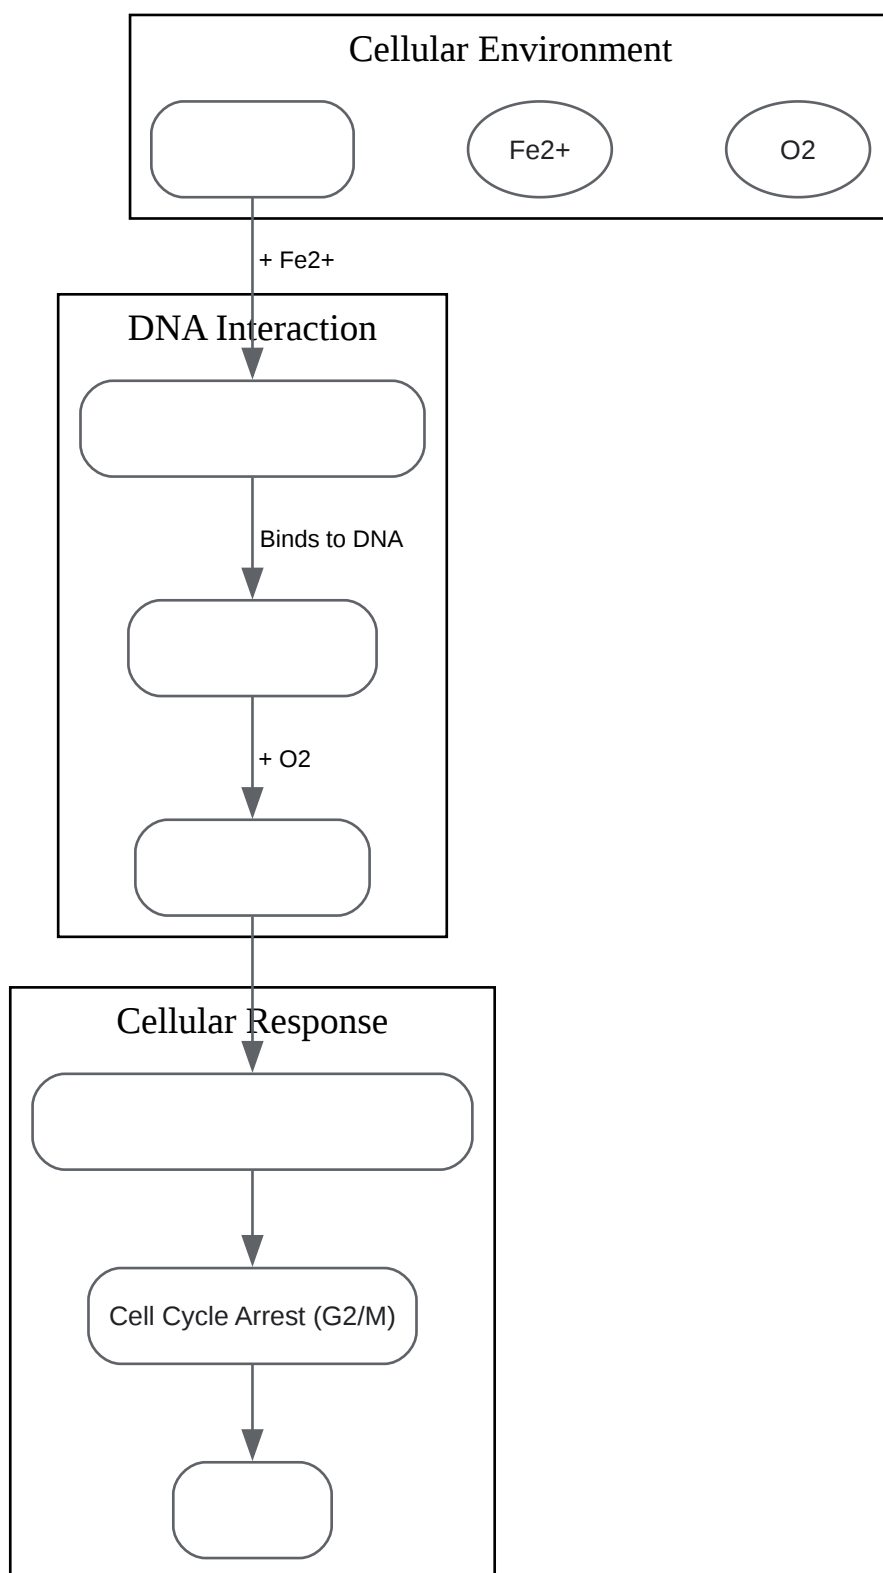 Cellular Environment
Fe2+
O2
+ Fe2+
DNA Interaction
Binds to DNA
+ O2
Cellular Response
Cell Cycle Arrest (G2/M)